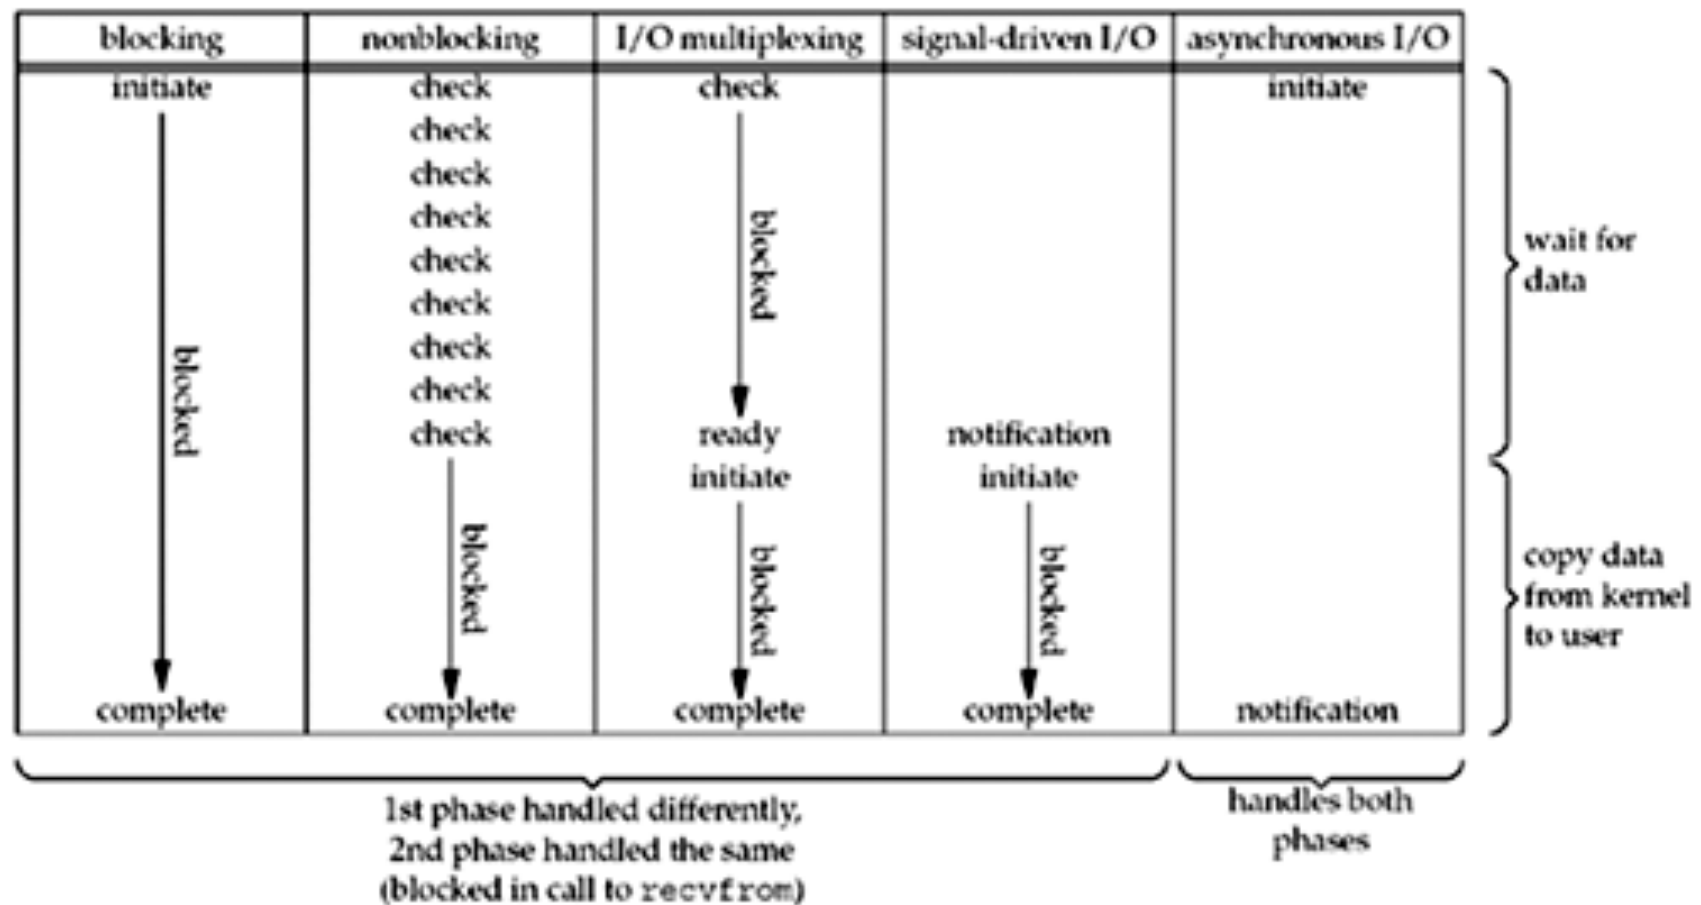 blocking nonblocking I/O multiplexing signal-driven I/O asynchronous I/O
initiate check check initiate
check
check
check
check
check
check
check
check ready notification
initiate initiate
blocked
blocked
blocked
blocked
blocked
complete complete complete complete notification
wait for
data
copy data
from kernel
to user
1st phase handled differently,
2nd phase handled the same
(blocked in call to recvfrom)
handles both
phases